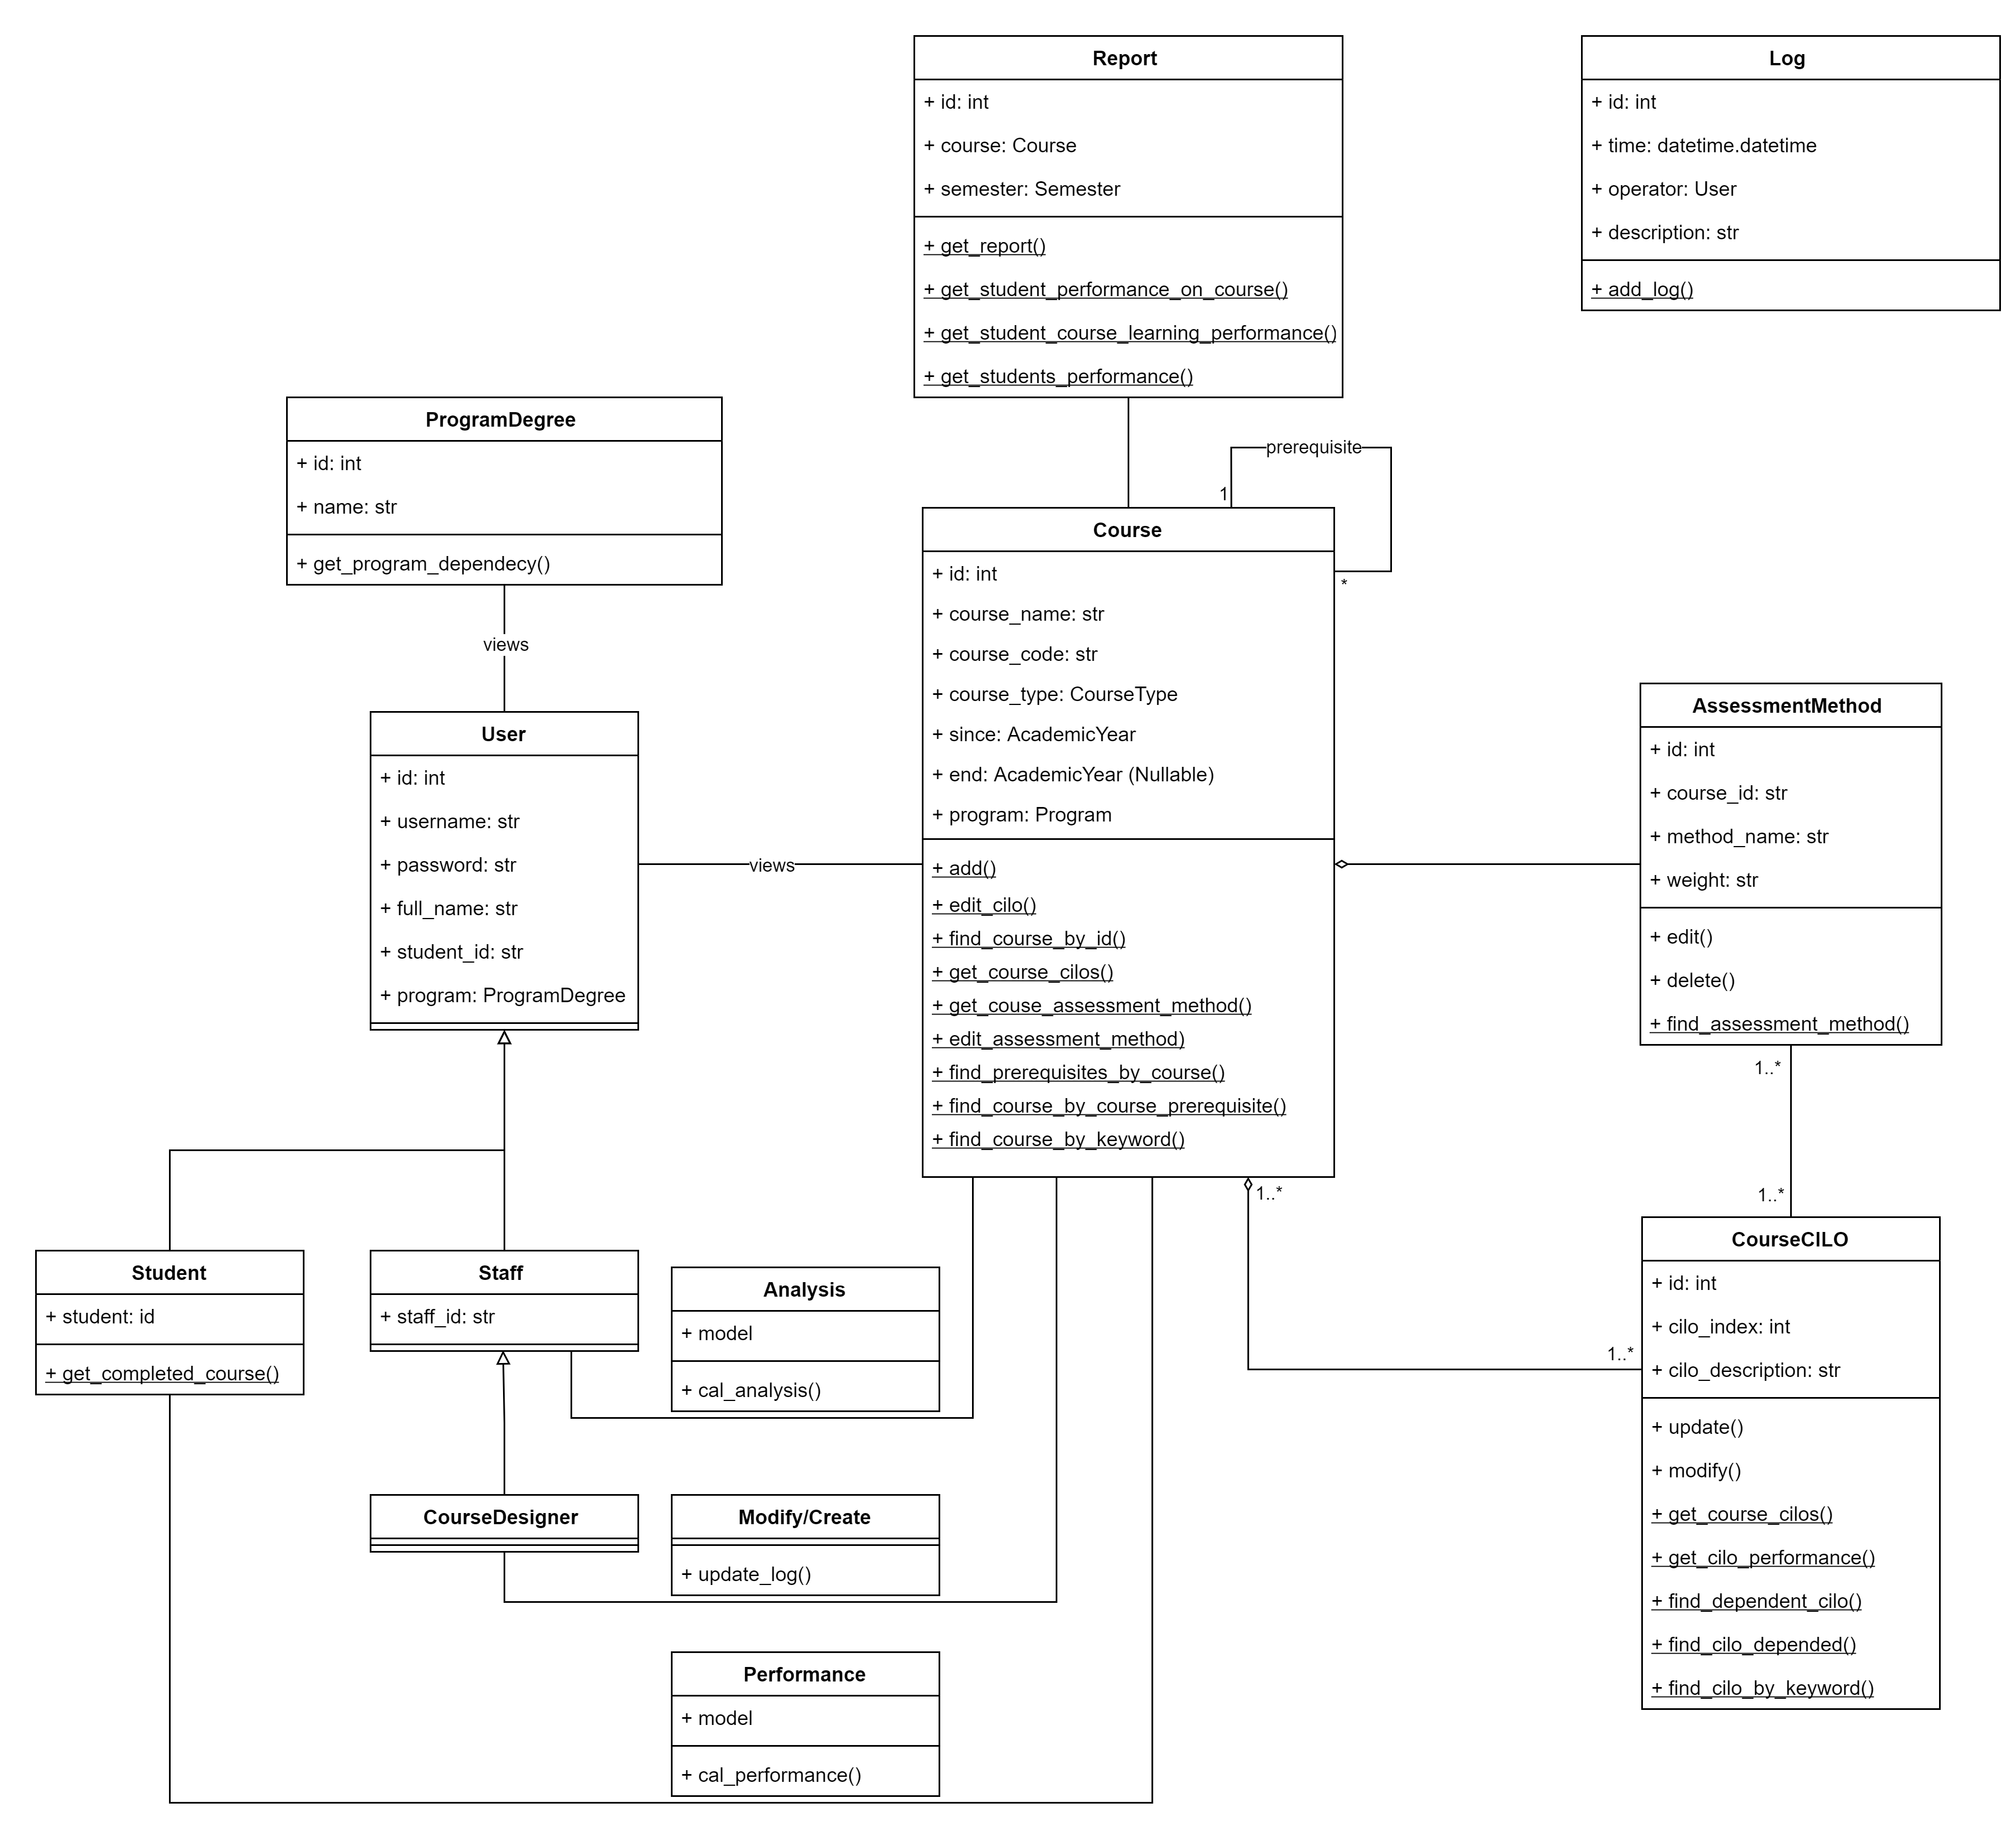 Report
+ id: int
+ course: Course
+ semester: Semester
+ get_report()
+ get_student_performance_on_course()
+ get_student_course_learning_performance()
+ get_students_performance()
Log
+ id: int
+ time: datetime.datetime
+ operator: User
+ description: str
+ add_log()
ProgramDegree
+ id: int
+ name: str
+ get_program_dependecy()
views
prerequisite
1
*
Course
+ id: int
+ course_name: str
+ course_code: str
+ course_type: CourseType
+ since: AcademicYear
+ end: AcademicYear (Nullable)
+ program: Program
+ add()
+ edit_cilo()
+ find_course_by_id()
+ get_course_cilos()
+ get_couse_assessment_method()
+ edit_assessment_method)
+ find_prerequisites_by_course()
+ find_course_by_course_prerequisite()
+ find_course_by_keyword()
User
+ id: int
+ username: str
+ password: str
+ full_name: str
+ student_id: str
+ program: ProgramDegree
views
AssessmentMethod
+ id: int
+ course_id: str
+ method_name: str
+ weight: str
+ edit()
+ delete()
+ find_assessment_method()
1..*
1..*
1..*
1..*
Student
+ student: id
+ get_completed_course()
Staff
+ staff_id: str
Analysis
+ model
+ cal_analysis()
CourseCILO
+ id: int
+ cilo_index: int
+ cilo_description: str
+ update()
+ modify()
+ get_course_cilos()
+ get_cilo_performance()
+ find_dependent_cilo()
+ find_cilo_depended()
+ find_cilo_by_keyword()
CourseDesigner
Modify/Create
+ update_log()
Performance
+ model
+ cal_performance()